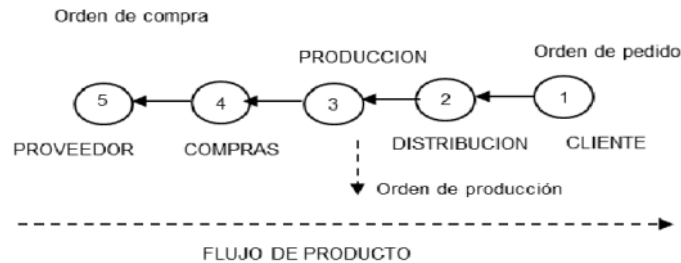 Orden de compra
PRODUCCION
Orden de pedido
5 4 3 2 1
PROVEEDOR COMPRAS DISTRIBUCION CLIENTE
Orden de producción
FLUJO DE PRODUCTO